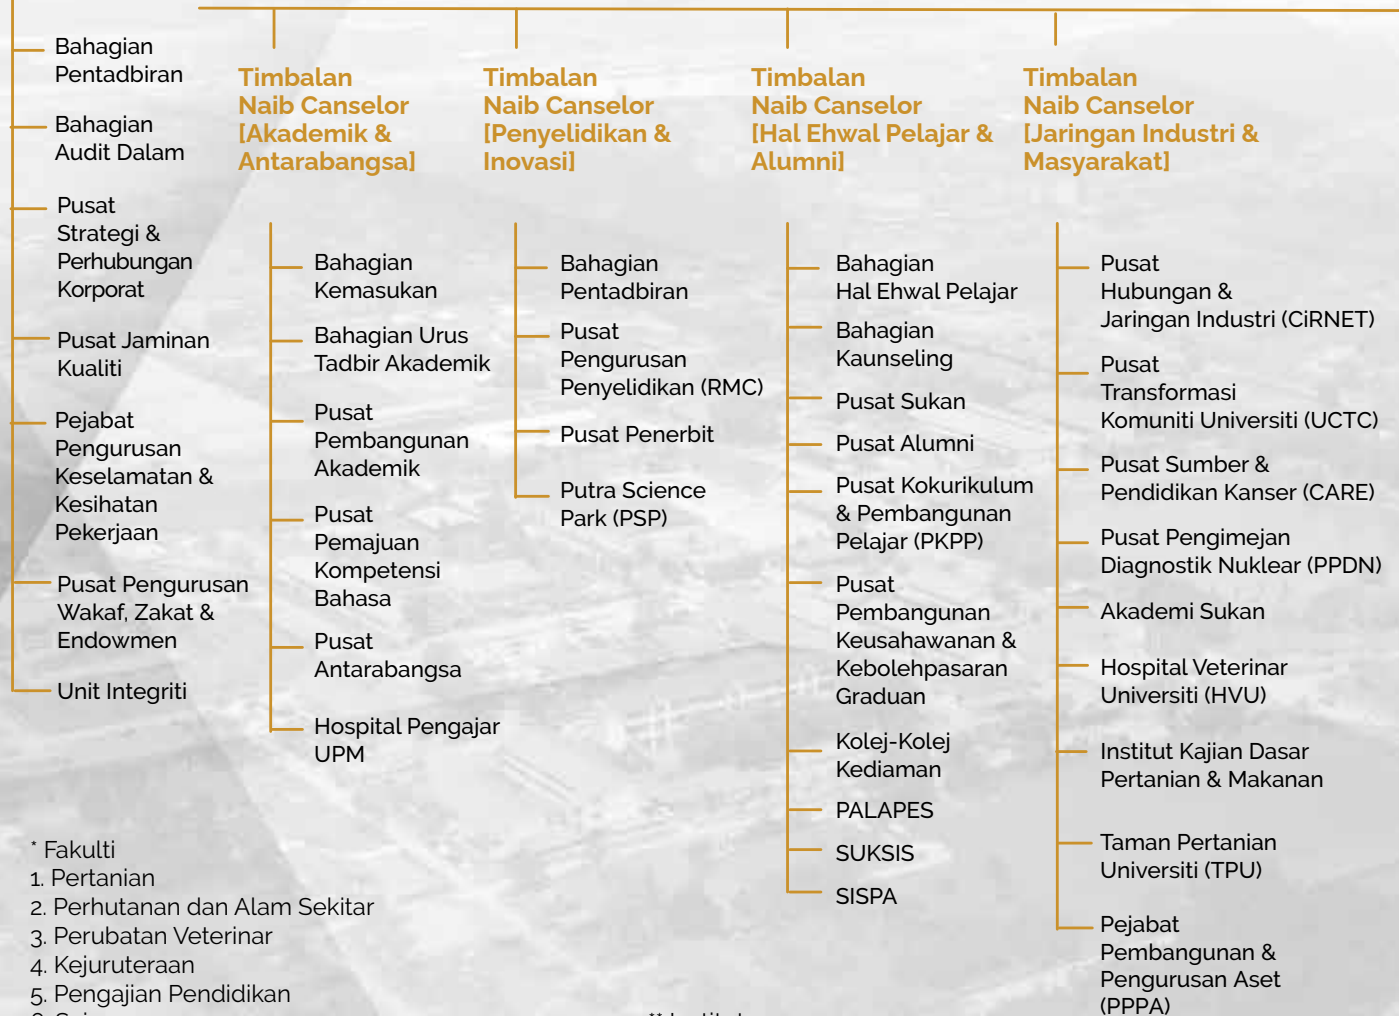 Bahagian
Pentadbiran
Bahagian
Audit Dalam
Pusat
Strategi &
Perhubungan
Korporat
Pusat Jaminan
Kualiti
Pejabat
Pengurusan
Keselamatan &
Kesihatan
Pekerjaan
Pusat Pengurusan
Wakaf, Zakat &
Endowmen
Unit Integriti
Timbalan
Naib Canselor
[Akademik &
Antarabangsa]
Bahagian
Kemasukan
Bahagian Urus
Tadbir Akademik
Pusat
Pembangunan
Akademik
Pusat
Pemajuan
Kompetensi
Bahasa
Pusat
Antarabangsa
Hospital Pengajar
UPM
Timbalan
Naib Canselor
[Penyelidikan &
Inovasi]
Bahagian
Pentadbiran
Pusat
Pengurusan
Penyelidikan (RMC)
Pusat Penerbit
Putra Science
Park (PSP)
Timbalan
Naib Canselor
[Hal Ehwal Pelajar &
Alumni]
Bahagian
Hal Ehwal Pelajar
Bahagian
Kaunseling
Pusat Sukan
Pusat Alumni
Pusat Kokurikulum
& Pembangunan
Pelajar (PKPP)
Pusat
Pembangunan
Keusahawanan &
Kebolehpasaran
Graduan
Kolej-Kolej
Kediaman
PALAPES
SUKSIS
SISPA
Timbalan
Naib Canselor
[Jaringan Industri &
Masyarakat]
Pusat
Hubungan &
Jaringan Industri (CiRNET)
Pusat
Transformasi
Komuniti Universiti (UCTC)
Pusat Sumber &
Pendidikan Kanser (CARE)
Pusat Pengimejan
Diagnostik Nuklear (PPDN)
Akademi Sukan
Hospital Veterinar
Universiti (HVU)
Institut Kajian Dasar
Pertanian & Makanan
Taman Pertanian
Universiti (TPU)
Pejabat
Pembangunan &
Pengurusan Aset
(PPPA)
* Fakulti
1. Pertanian
2. Perhutanan dan Alam Sekitar
3. Perubatan Veterinar
4. Kejuruteraan
5. Pengajian Pendidikan